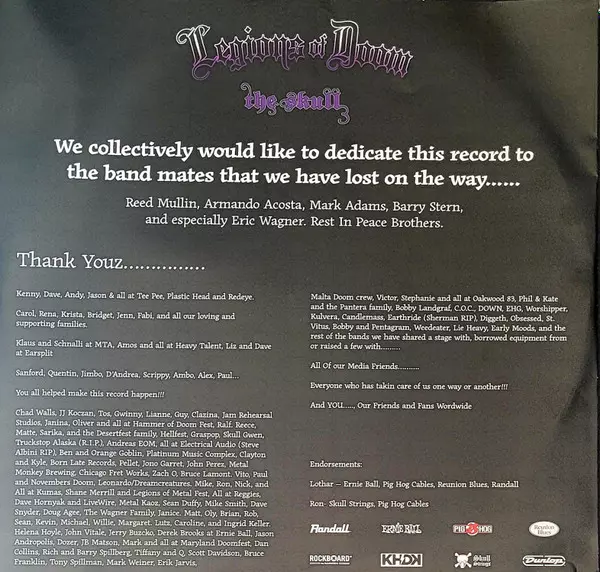 Legions of Doom
the skull
We collectively would like to dedicate this record to
the band mates that we have lost on the way......
Reed Mullin, Armando Acosta, Mark Adams, Barry Stern,
and especially Eric Wagner. Rest In Peace Brothers.
Thank Youz...............
Kenny, Dave, Andy, Jason & all at Tee Pee, Plastic Head and Redeye.
Carol, Rena, Krista, Bridget, Jenn, Fabi, and all our loving and
supporting families.
Klaus and Schnalli at MTA, Amos and all at Heavy Talent, Liz and Dave
at Earsplit
Sanford, Quentin, Jimbo, D'Andrea, Scrippy, Ambo, Alex, Paul...
You all helped make this record happen!!!
Chad Walls, JJ Koczan, Tos, Gwinny, Lianne, Guy, Clazina, Jam Rehearsal
Studios, Janina, Oliver and all at Hammer of Doom Fest, Ralf. Reece,
Matte, Sarika, and the Desertfest family, Hellfest, Graspop, Skull Gwen,
Truckstop Alaska (R.I.P.), Andreas EOM, all at Electrical Audio (Steve
Albini RIP), Ben and Orange Goblin, Platinum Music Complex, Clayton
and Kyle, Born Late Records, Pellet, Jono Garret, John Perez, Metal
Monkey Brewing, Chicago Fret Works, Zach O, Bruce Lamont. Vito, Paul
and Novembers Doom, Leonardo/Dreamcreatures. Mike, Ron, Nick, and
All at Kumas, Shane Merrill and Legions of Metal Fest, All at Reggies,
Dave Hornyak and LiveWire, Metal Kaoz, Sean Duffy, Mike Smith, Dave
Snyder, Doug Agee, The Wagner Family, Janice. Matt, Oly, Brian, Rob,
Sean, Kevin, Michael, Willie, Margaret. Lutz, Caroline, and Ingrid Keller.
Helena Hoyle, John Vitale, Jerry Buzcko, Derek Brooks at Ernie Ball, Jason
Andropolis, Dozer, JB Matson, Mark and all at Maryland Doomfest, Dan
Collins, Rich and Barry Spillberg, Tiffany and Q, Scott Davidson, Bruce
Franklin, Tony Spillman, Mark Weiner, Erik Jarvis,
Malta Doom crew, Victor, Stephanie and all at Oakwood 83, Phil & Kate
and the Pantera family, Bobby Landgraf, C.O.C., DOWN, EHG, Worshipper,
Kulvera, Candlemass, Earthride (Sherman RIP), Diggeth, Obsessed, St.
Vitus, Bobby and Pentagram, Weedeater, Lie Heavy, Early Moods, and the
rest of the bands we have shared a stage with, borrowed equipment from
or raised a few with..........
All Of our Media Friends...........
Everyone who has takin care of us one way or another!!!
And YOU....., Our Friends and Fans Wordwide
Endorsements:
Lothar – Ernie Ball, Pig Hog Cables, Reunion Blues, Randall
Ron- Skull Strings, Pig Hog Cables
Randall
ERNIE BALL
PIG HOG
Reunion
Blues
ROCKBOARD
KHDK
Skull
Strings
Dunlop